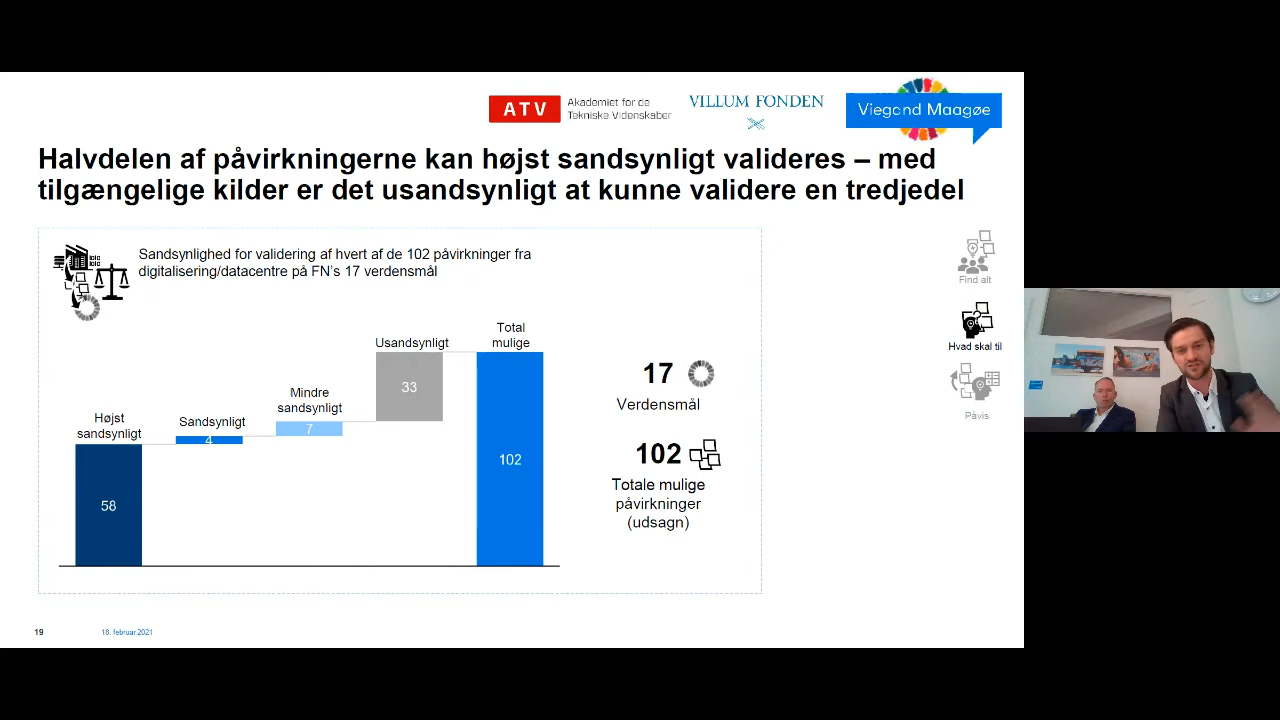 ATV
Akademiet for de
Tekniske Videnskaber
VILLUM FONDEN
Viegand Maagøe
Halvdelen af påvirkningerne kan højst sandsynligt valideres – med
tilgængelige kilder er det usandsynligt at kunne validere en tredjedel
Sandsynlighed for validering af hvert af de 102 påvirkninger fra
digitalisering/datacentre på FN's 17 verdensmål
Højst
sandsynligt
58
Sandsynligt
4
Mindre
sandsynligt
7
Usandsynligt
33
Total
mulige
102
17
Verdensmål
102
Totale mulige
påvirkninger
(udsagn)
Find alt
Hvad skal til
Påvis
19
18. februar 2021